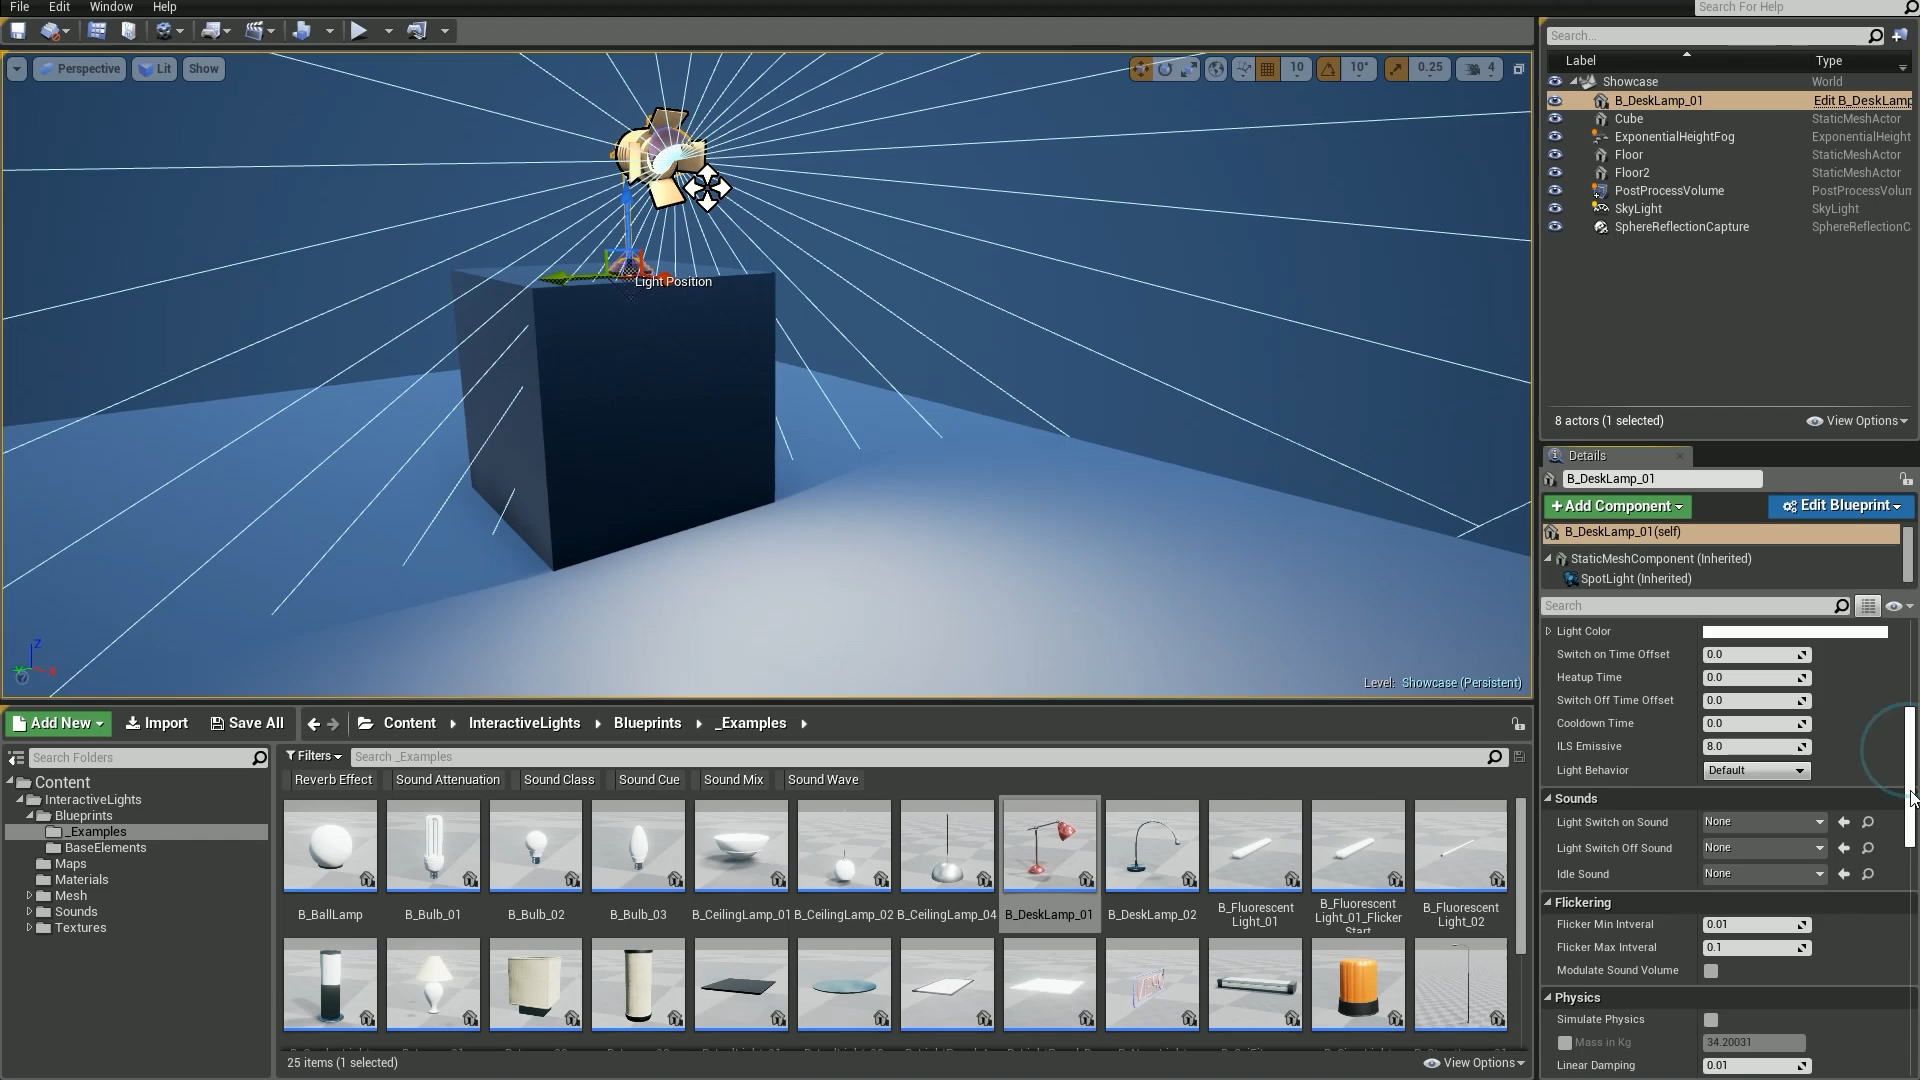 File Edit Window Help
Search For Help
Perspective Lit Show
10 10° 0.25 4
Search...
Label Type
Showcase World
B_DeskLamp_01 Edit B_DeskLamp
Cube StaticMeshActor
ExponentialHeightFog ExponentialHeight
Floor StaticMeshActor
Floor2 StaticMeshActor
PostProcessVolume PostProcessVolum
SkyLight SkyLight
SphereReflectionCapture SphereReflectionC
8 actors (1 selected) View Options
Light Position
Z
X
Level: Showcase (Persistent)
Details
B_DeskLamp_01
+Add Component Edit Blueprint
B_DeskLamp_01(self)
StaticMeshComponent (Inherited)
SpotLight (Inherited)
Search
Light Color
Switch on Time Offset 0.0
Heatup Time 0.0
Switch Off Time Offset 0.0
Cooldown Time 0.0
ILS Emissive 8.0
Light Behavior Default
Sounds
Light Switch on Sound None
Light Switch Off Sound None
Idle Sound None
Flickering
Flicker Min Intveral 0.01
Flicker Max Intveral 0.1
Modulate Sound Volume
Physics
Simulate Physics
Mass in Kg 34.20031
Linear Damping 0.01
Add New Import Save All Content InteractiveLights Blueprints _Examples
Search Folders
Content
InteractiveLights
Blueprints
_Examples
BaseElements
Maps
Materials
Mesh
Sounds
Textures
Filters Search _Examples
Reverb Effect Sound Attenuation Sound Class Sound Cue Sound Mix Sound Wave
B_BallLamp B_Bulb_01 B_Bulb_02 B_Bulb_03 B_CeilingLamp_01 B_CeilingLamp_02 B_CeilingLamp_04 B_DeskLamp_01 B_DeskLamp_02
B_Fluorescent
Light_01
B_Fluorescent
Light_01_Flicker
Start
B_Fluorescent
Light_02
25 items (1 selected) View Options